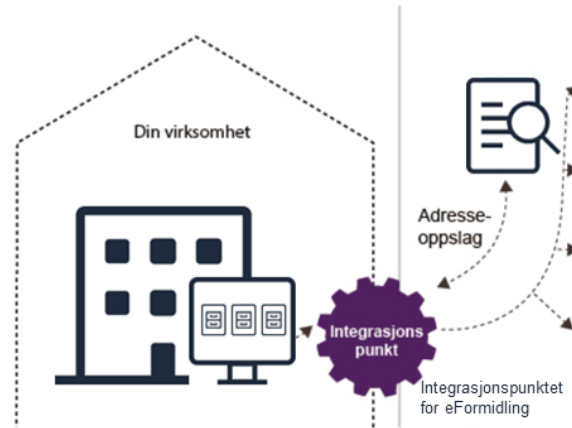 Din virksomhet
Adresse-
oppslag
Integrasjons
punkt
Integrasjonspunktet
for eFormidling